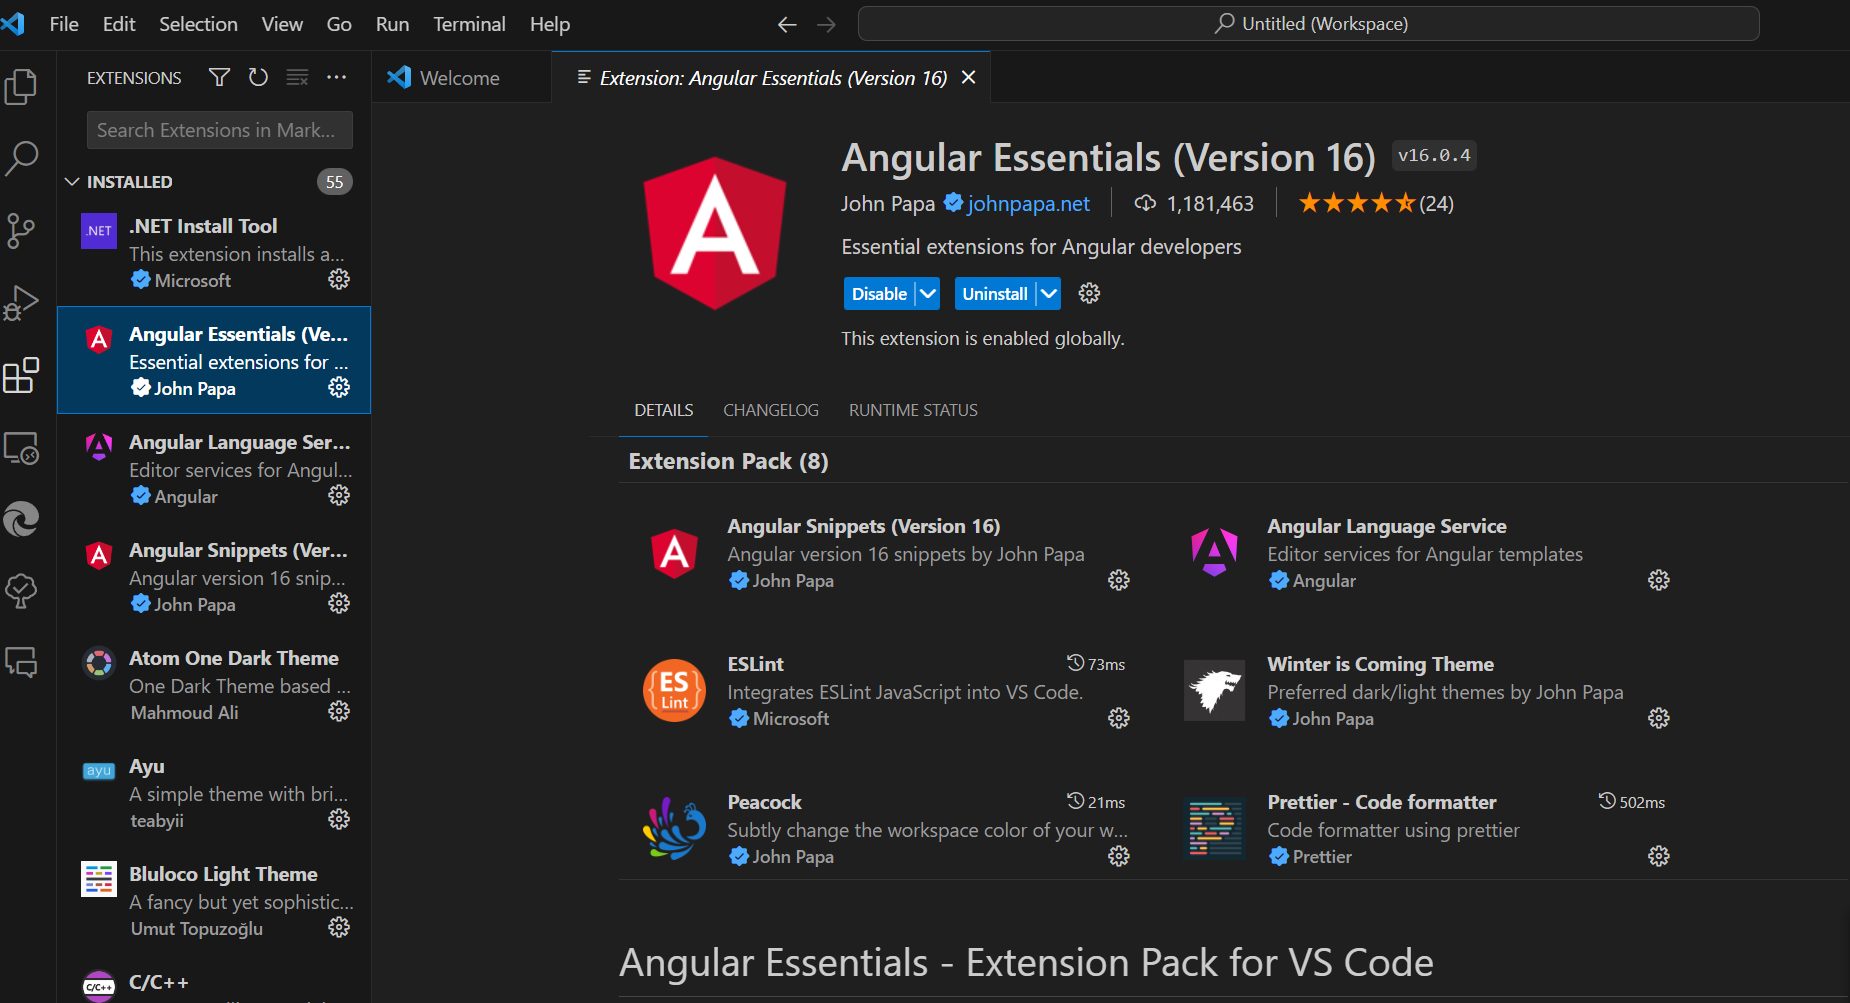 File Edit Selection View Go Run Terminal Help
Untitled (Workspace)
EXTENSIONS
Search Extensions in Mark...
INSTALLED 55
.NET
.NET Install Tool
This extension installs a...
Microsoft
Angular Essentials (Ve...
Essential extensions for ...
John Papa
Angular Language Ser...
Editor services for Angul...
Angular
Angular Snippets (Ver...
Angular version 16 snip...
John Papa
Atom One Dark Theme
One Dark Theme based ...
Mahmoud Ali
ayu
Ayu
A simple theme with bri...
teabyii
Bluloco Light Theme
A fancy but yet sophistic...
Umut Topuzoğlu
C/C++
C/C++
Welcome
Extension: Angular Essentials (Version 16)
A
Angular Essentials (Version 16) v16.0.4
John Papa johnpapa.net 1,181,463 (24)
Essential extensions for Angular developers
Disable Uninstall
This extension is enabled globally.
DETAILS CHANGELOG RUNTIME STATUS
Extension Pack (8)
Angular Snippets (Version 16)
Angular version 16 snippets by John Papa
John Papa
Angular Language Service
Editor services for Angular templates
Angular
ES
Lint
ESLint 73ms
Integrates ESLint JavaScript into VS Code.
Microsoft
Winter is Coming Theme
Preferred dark/light themes by John Papa
John Papa
Peacock 21ms
Subtly change the workspace color of your w...
John Papa
Prettier - Code formatter 502ms
Code formatter using prettier
Prettier
Angular Essentials - Extension Pack for VS Code